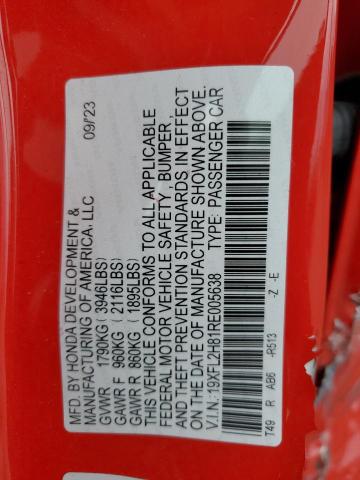 MFD. BY HONDA DEVELOPMENT &
MANUFACTURING OF AMERICA, LLC 09/'23
GVWR 1790KG (3946LBS)
GAWR F 960KG (2116LBS)
GAWR R 860KG (1895LBS)
THIS VEHICLE CONFORMS TO ALL APPLICABLE
FEDERAL MOTOR VEHICLE SAFETY, BUMPER,
AND THEFT PREVENTION STANDARDS IN EFFECT
ON THE DATE OF MANUFACTURE SHOWN ABOVE.
V.I.N.:19XFL2H81RE005638 TYPE: PASSENGER CAR
T49 R AB6 -R513 -Z -E